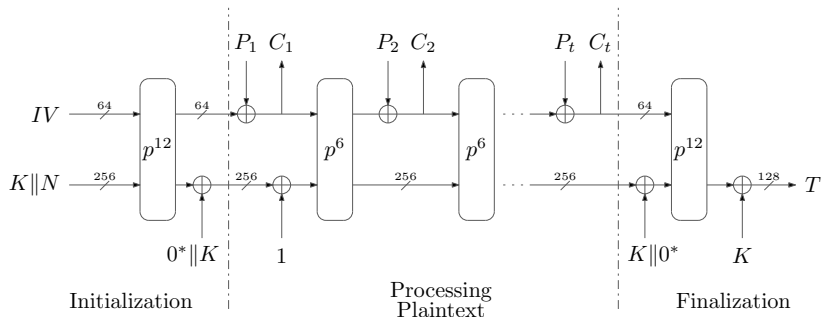 P₁ C₁ P₂ C₂ Pₜ Cₜ
IV 64 p¹² 64 p⁶ p⁶ · · · 64 p¹²
K‖N 256 256 256 · · · 256 128 T
0*‖K 1 K‖0* K
Initialization Processing Plaintext Finalization